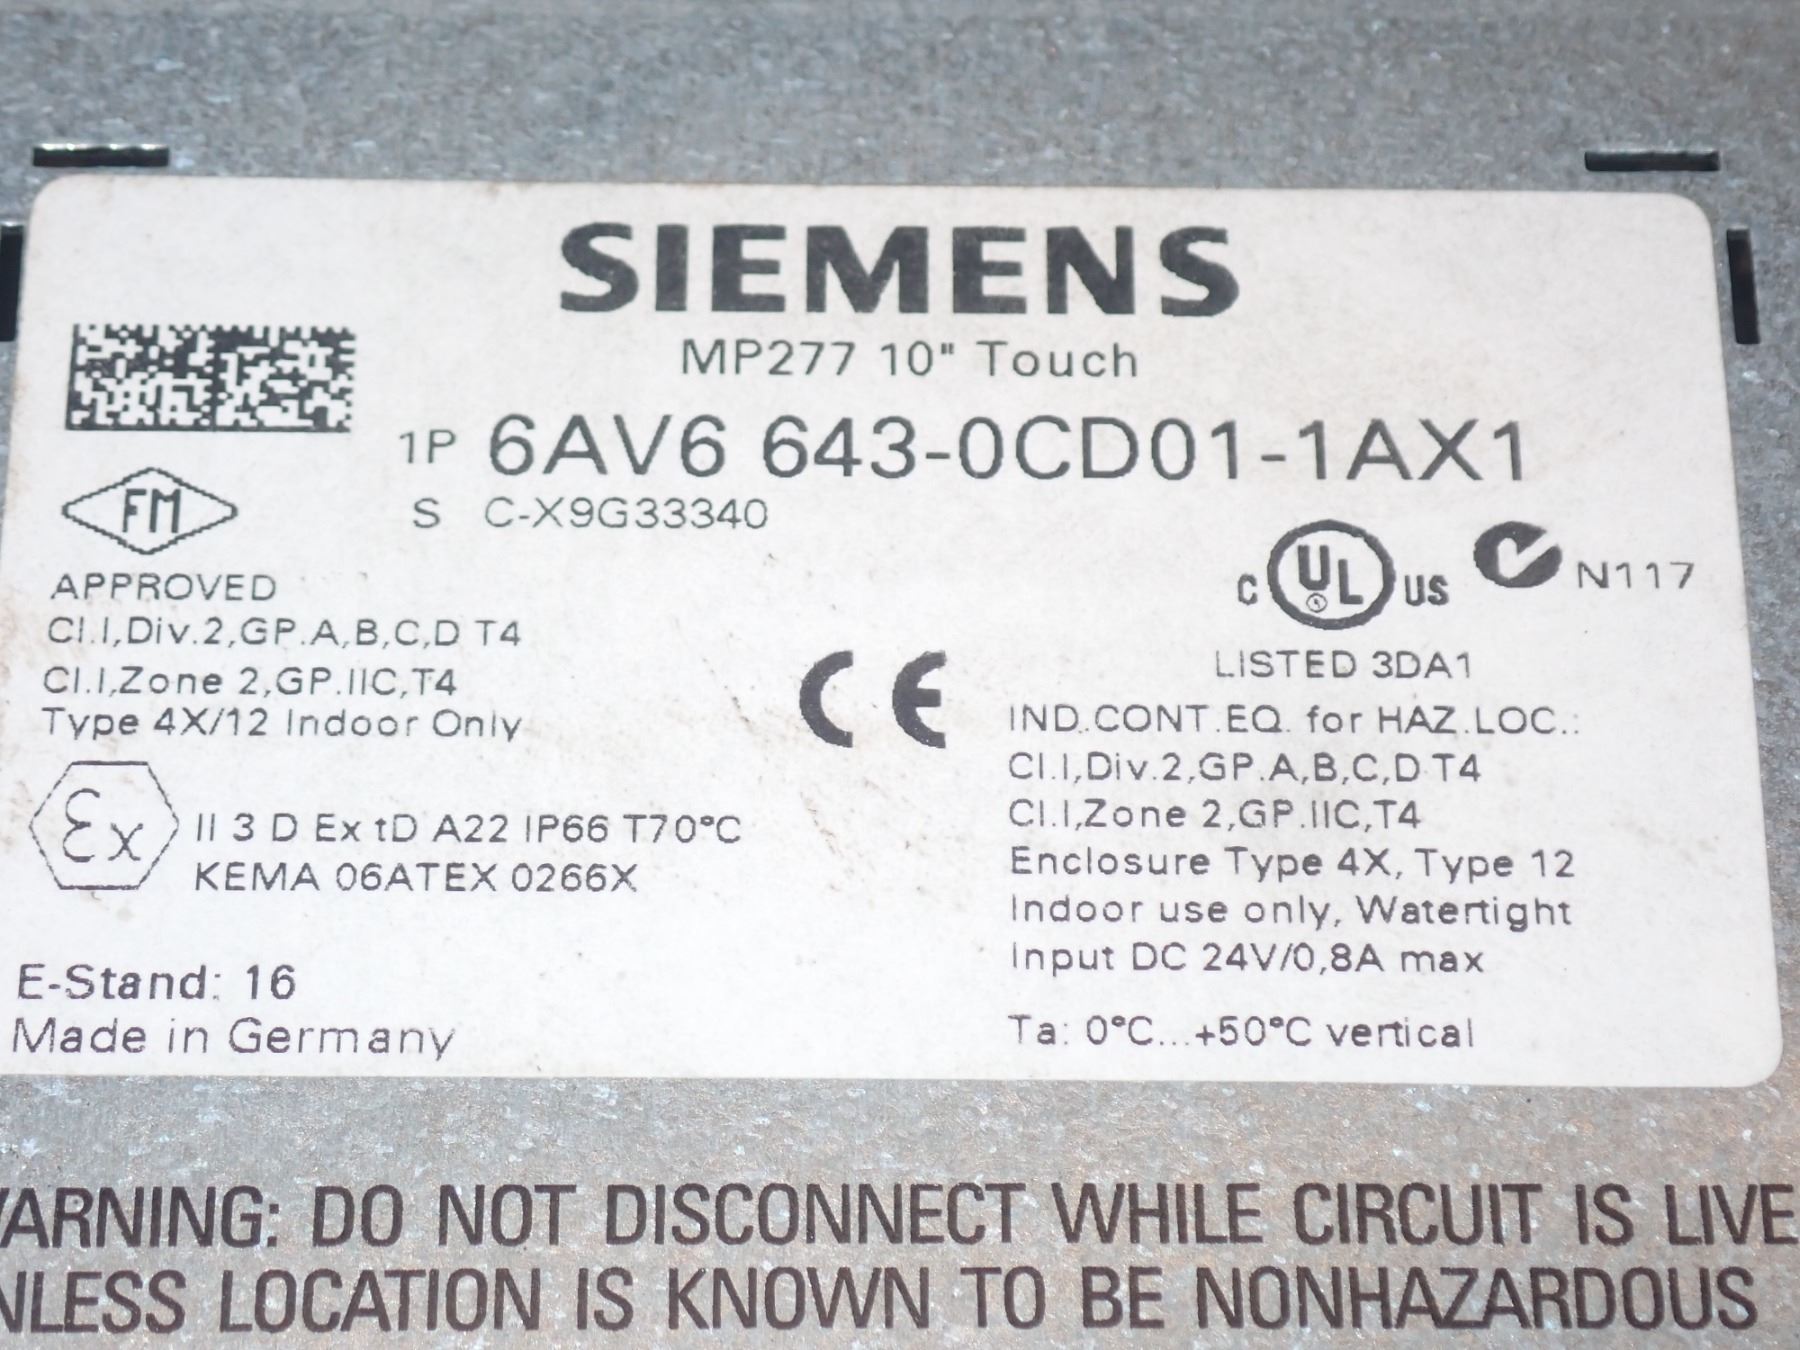 SIEMENS
MP277 10" Touch
1P 6AV6 643-0CD01-1AX1
S C-X9G33340
FM
APPROVED
Cl.I,Div.2,GP.A,B,C,D T4
Cl.I,Zone 2,GP.IIC,T4
Type 4X/12 Indoor Only
Ex II 3 D Ex tD A22 IP66 T70°C
KEMA 06ATEX 0266X
E-Stand: 16
Made in Germany
CE
C UL US N117
LISTED 3DA1
IND.CONT.EQ. for HAZ.LOC.:
Cl.I,Div.2,GP.A,B,C,D T4
Cl.I,Zone 2,GP.IIC,T4
Enclosure Type 4X, Type 12
Indoor use only, Watertight
Input DC 24V/0,8A max
Ta: 0°C...+50°C vertical
ARNING: DO NOT DISCONNECT WHILE CIRCUIT IS LIVE
NLESS LOCATION IS KNOWN TO BE NONHAZARDOUS